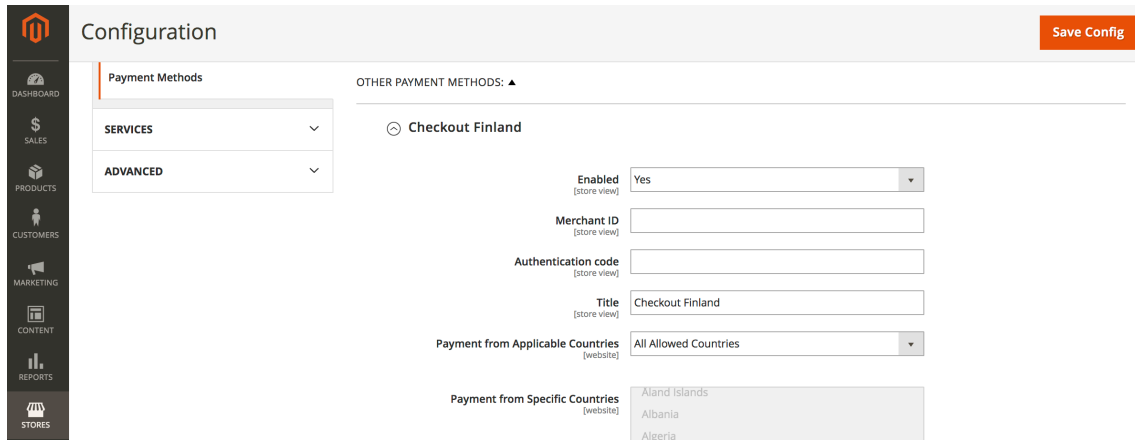 Configuration
Save Config
DASHBOARD
SALES
PRODUCTS
CUSTOMERS
MARKETING
CONTENT
REPORTS
STORES
Payment Methods
SERVICES
ADVANCED
OTHER PAYMENT METHODS:
Checkout Finland
Enabled
[store view]
Yes
Merchant ID
[store view]
Authentication code
[store view]
Title
[store view]
Checkout Finland
Payment from Applicable Countries
[website]
All Allowed Countries
Payment from Specific Countries
[website]
Åland Islands
Albania
Algeria